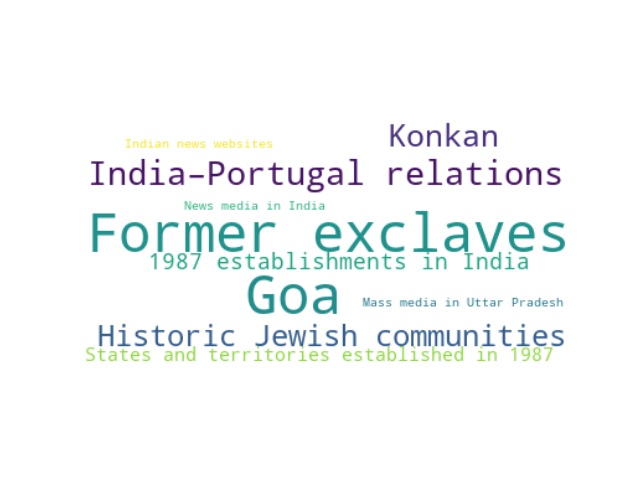 Indian news websites
Konkan
India–Portugal relations
News media in India
Former exclaves
1987 establishments in India
Goa
Mass media in Uttar Pradesh
Historic Jewish communities
States and territories established in 1987